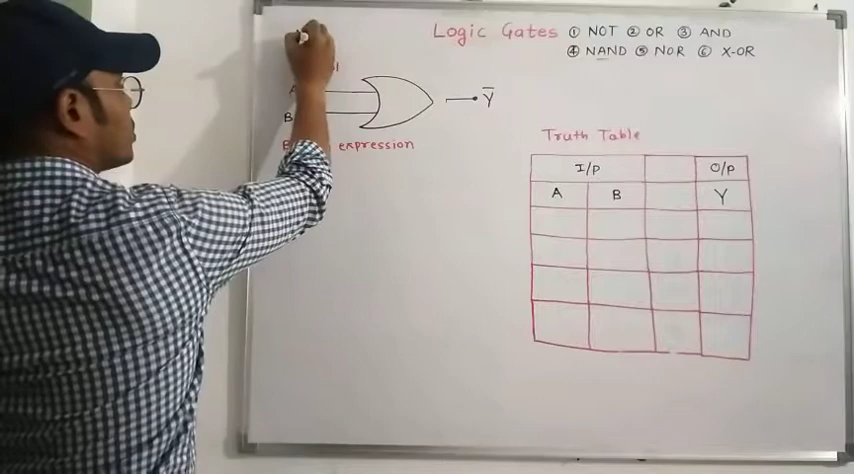 Logic Gates ① NOT ② OR ③ AND
④ NAND ⑤ NOR ⑥ X-OR
A
B
Ȳ
expression
Truth Table
I/p O/p
A B Y